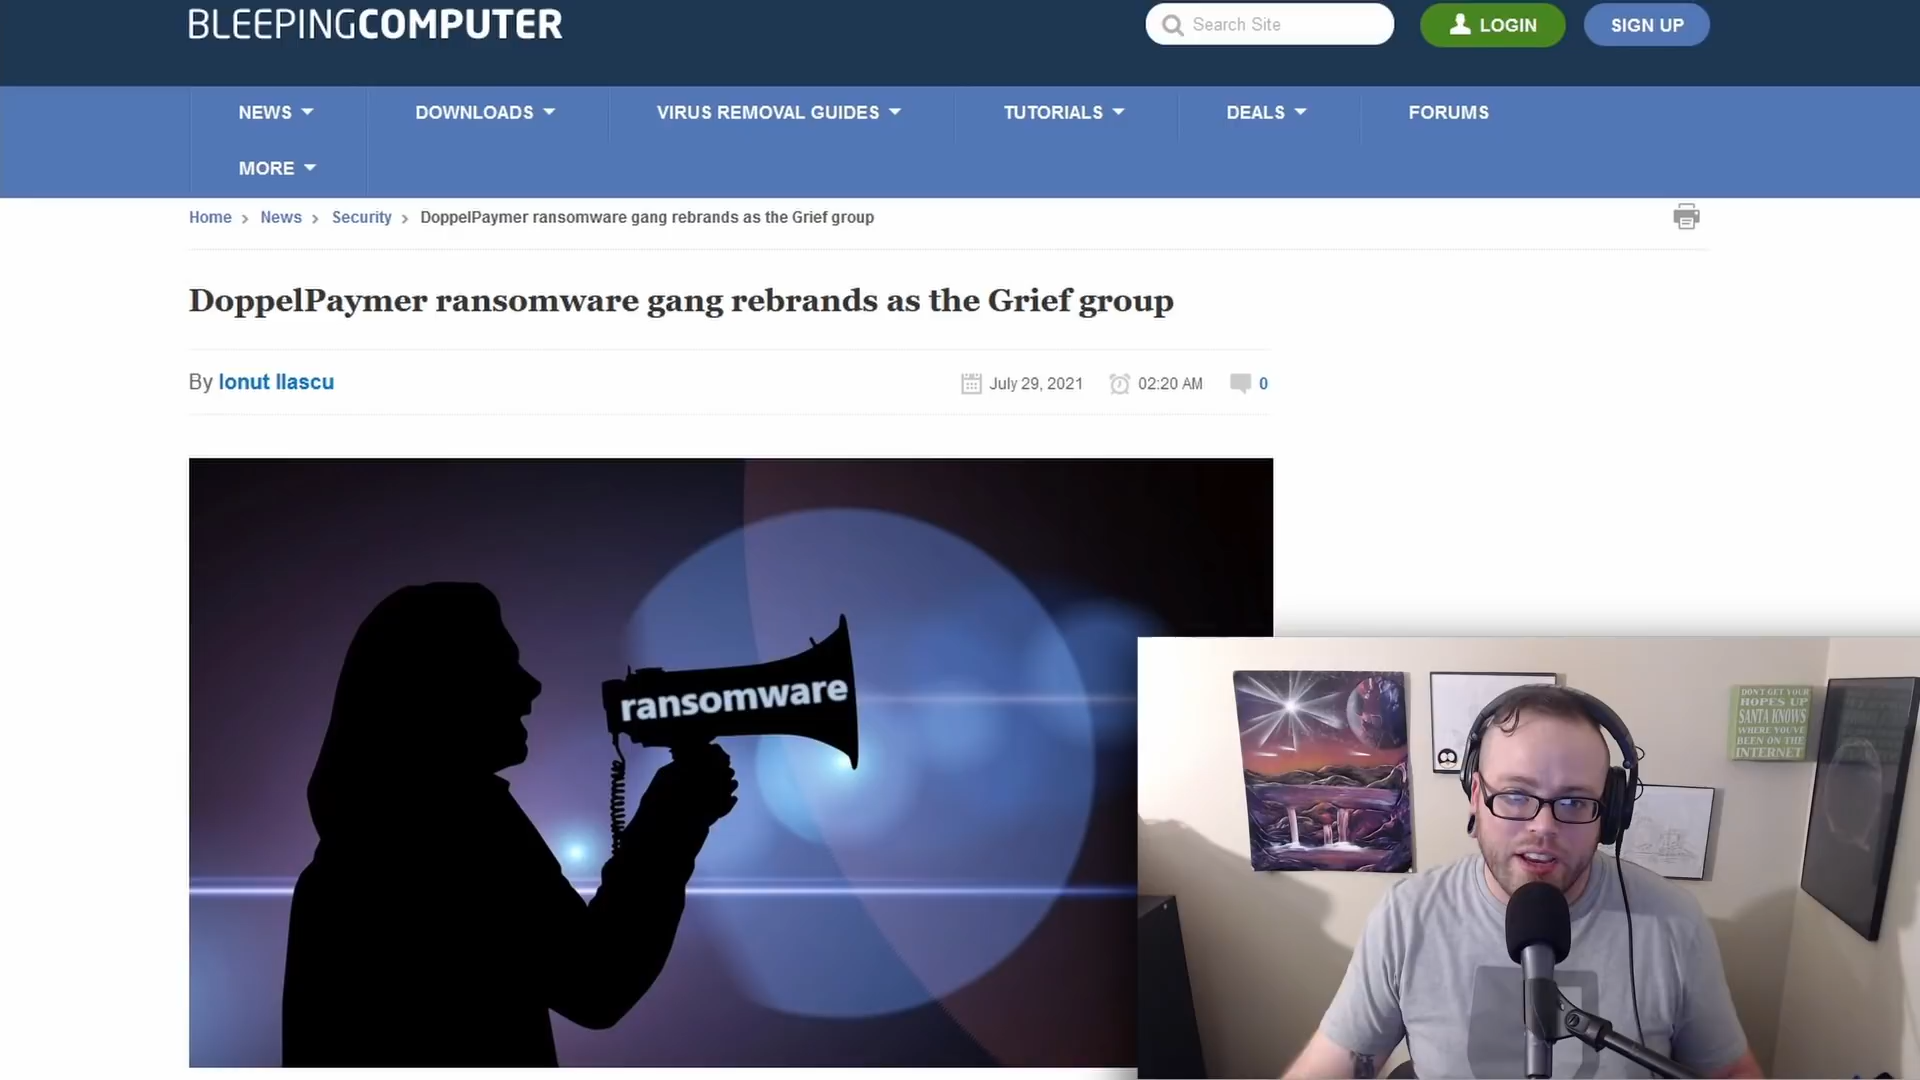 BLEEPINGCOMPUTER
Search Site
LOGIN
SIGN UP
NEWS
DOWNLOADS
VIRUS REMOVAL GUIDES
TUTORIALS
DEALS
FORUMS
MORE
Home > News > Security > DoppelPaymer ransomware gang rebrands as the Grief group
DoppelPaymer ransomware gang rebrands as the Grief group
By Ionut Ilascu
July 29, 2021
02:20 AM
0
ransomware
DON'T GET YOUR
HOPES UP
SANTA KNOWS
WHERE YOU'VE
BEEN ON THE
INTERNET